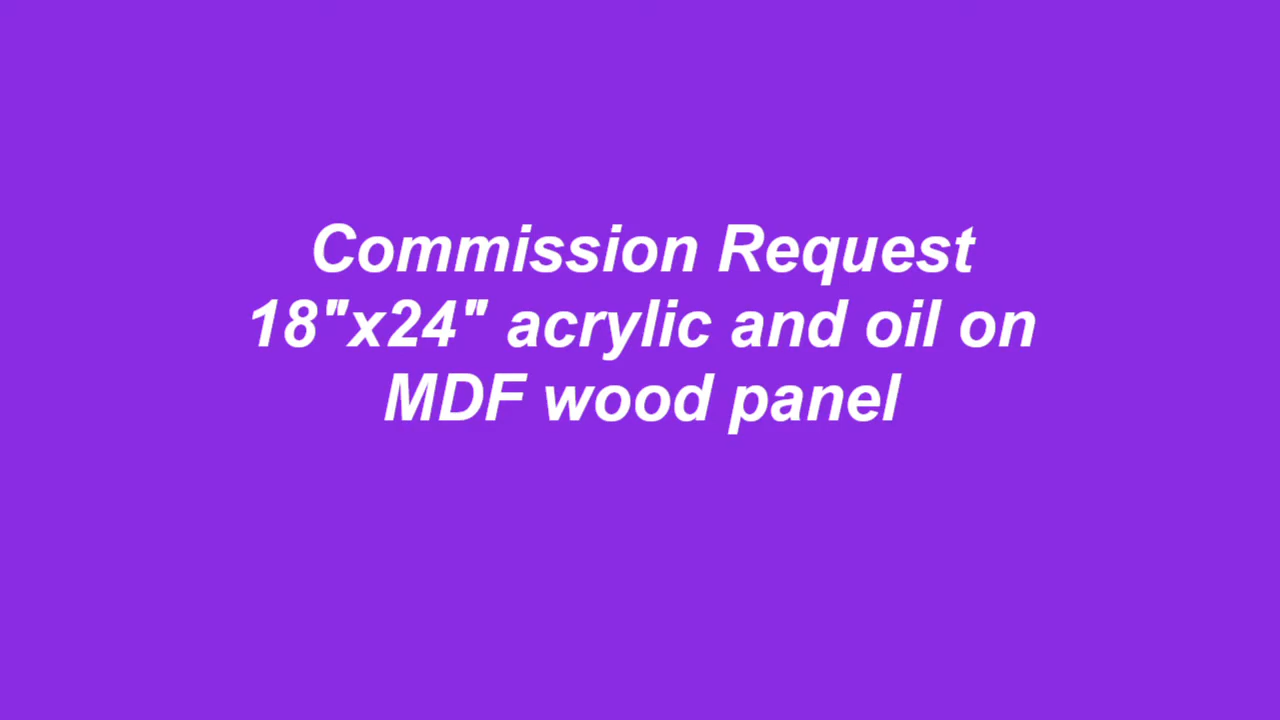 Commission Request
18"x24" acrylic and oil on
MDF wood panel